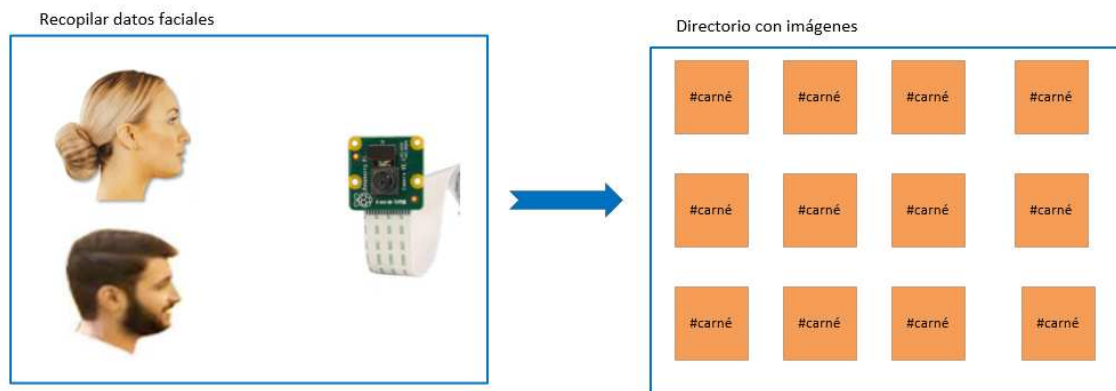 Recopilar datos faciales
Directorio con imágenes
#carné #carné #carné #carné
#carné #carné #carné #carné
#carné #carné #carné #carné